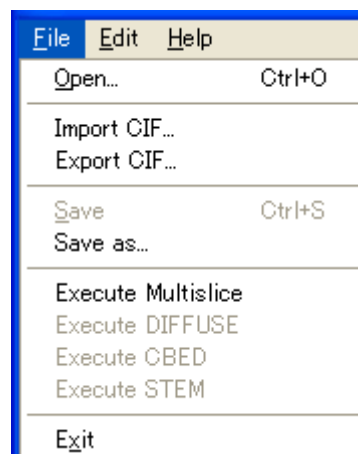 File Edit Help
Open... Ctrl+O
Import CIF...
Export CIF...
Save Ctrl+S
Save as...
Execute Multislice
Execute DIFFUSE
Execute CBED
Execute STEM
Exit